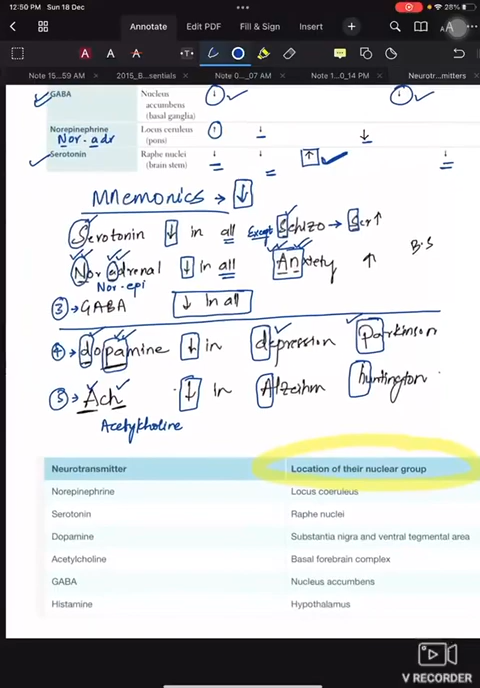 12:50 PM Sun 18 Dec
28%
Annotate Edit PDF Fill & Sign Insert
Note 15...59 AM 2015_B...sentials Note 0..._07 AM Note 1...0_14 PM Neurotr...mitters
GABA Nucleus accumbens (basal ganglia) ↓ ↓
Norepinephrine Locus ceruleus (pons) ↑ ↓ ↓
Nor. adr
Serotonin Raphe nuclei (brain stem) ↓ ↓ ↑ ↓
Mnemonics → ↓
Serotonin ↓ in all Except Schizo → Ser↑
Nor adrenal ↓ in all Anxiety ↑ B.S
Nor. epi
③ → GABA ↓ In all
④ → dopamine ↓ in depression Parkinson
⑤ → Ach ↓ in Alzeihm huntington
Acetykholine
Neurotransmitter Location of their nuclear group
Norepinephrine Locus coeruleus
Serotonin Raphe nuclei
Dopamine Substantia nigra and ventral tegmental area
Acetylcholine Basal forebrain complex
GABA Nucleus accumbens
Histamine Hypothalamus
V RECORDER